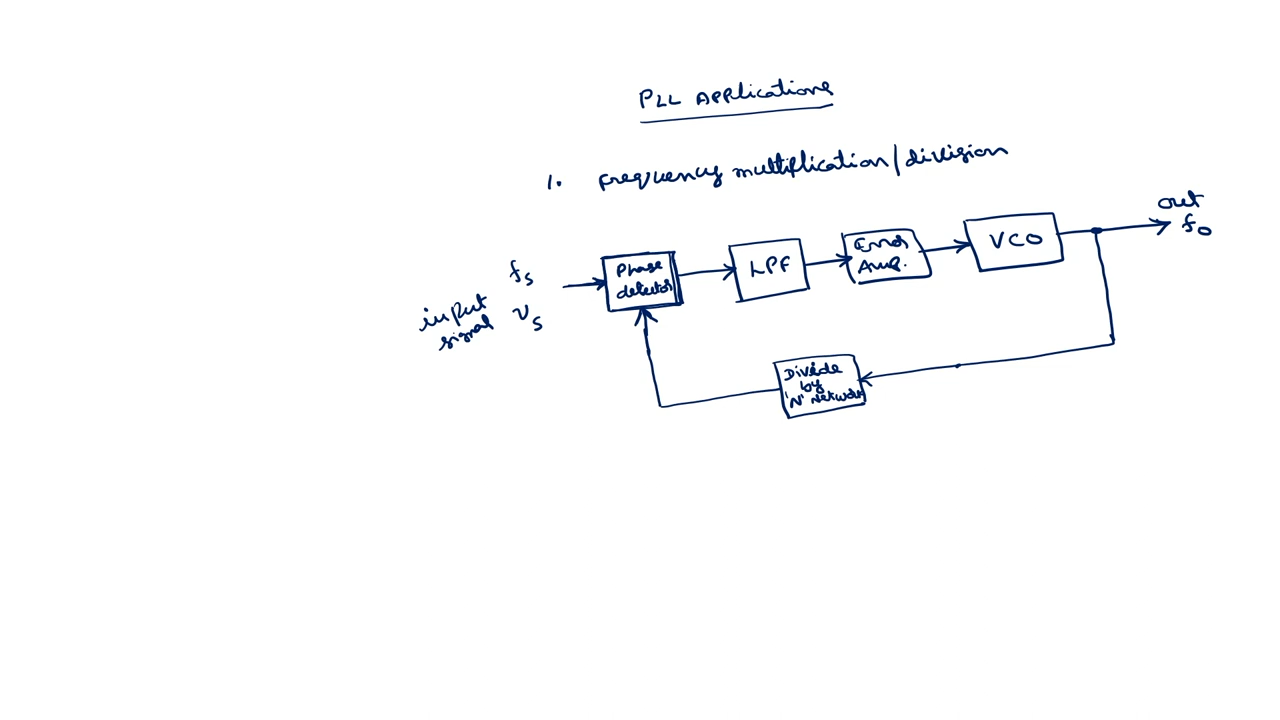 PLL Applications
1. Frequency multiplication/division
out
f₀
VCO
Error
Amp.
LPF
Phase
detector
fₛ
input
signal vₛ
Divide
by
'N' Network